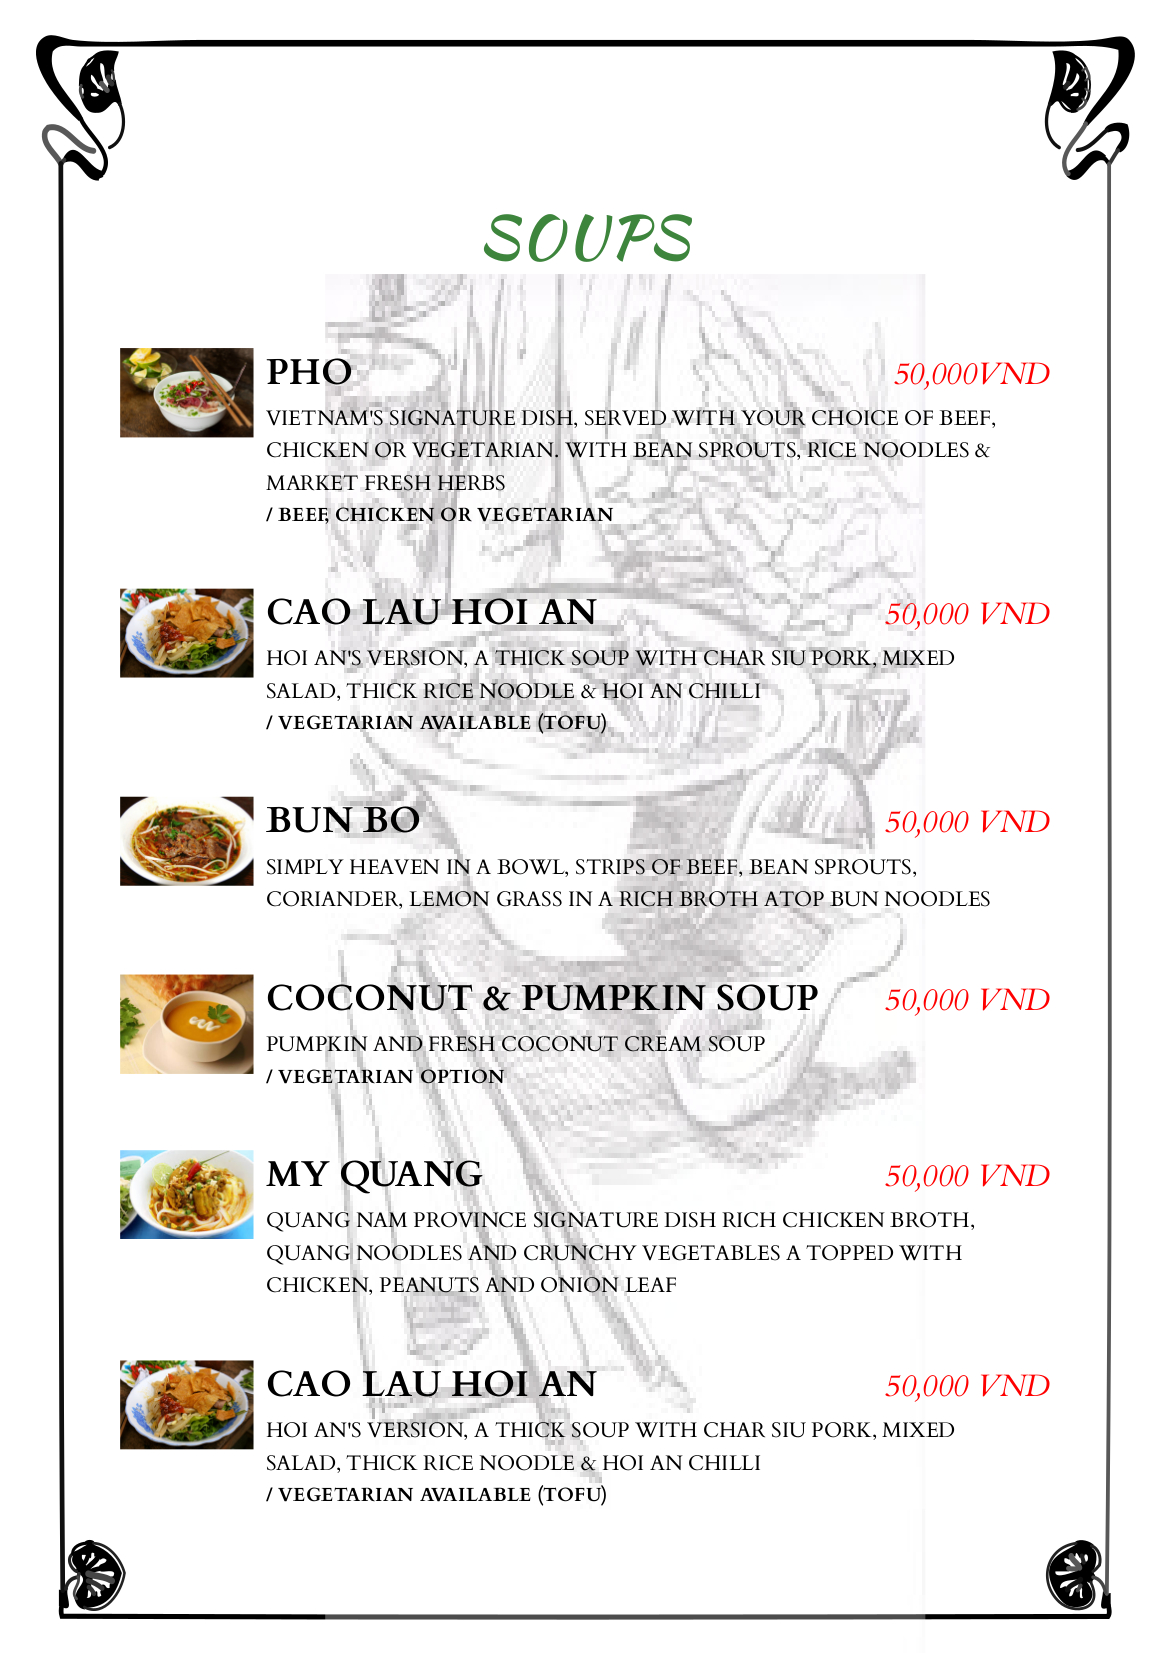 SOUPS
PHO 50,000VND
VIETNAM'S SIGNATURE DISH, SERVED WITH YOUR CHOICE OF BEEF,
CHICKEN OR VEGETARIAN. WITH BEAN SPROUTS, RICE NOODLES &
MARKET FRESH HERBS
/ BEEF, CHICKEN OR VEGETARIAN
CAO LAU HOI AN 50,000 VND
HOI AN'S VERSION, A THICK SOUP WITH CHAR SIU PORK, MIXED
SALAD, THICK RICE NOODLE & HOI AN CHILLI
/ VEGETARIAN AVAILABLE (TOFU)
BUN BO 50,000 VND
SIMPLY HEAVEN IN A BOWL, STRIPS OF BEEF, BEAN SPROUTS,
CORIANDER, LEMON GRASS IN A RICH BROTH ATOP BUN NOODLES
COCONUT & PUMPKIN SOUP 50,000 VND
PUMPKIN AND FRESH COCONUT CREAM SOUP
/ VEGETARIAN OPTION
MY QUANG 50,000 VND
QUANG NAM PROVINCE SIGNATURE DISH RICH CHICKEN BROTH,
QUANG NOODLES AND CRUNCHY VEGETABLES A TOPPED WITH
CHICKEN, PEANUTS AND ONION LEAF
CAO LAU HOI AN 50,000 VND
HOI AN'S VERSION, A THICK SOUP WITH CHAR SIU PORK, MIXED
SALAD, THICK RICE NOODLE & HOI AN CHILLI
/ VEGETARIAN AVAILABLE (TOFU)